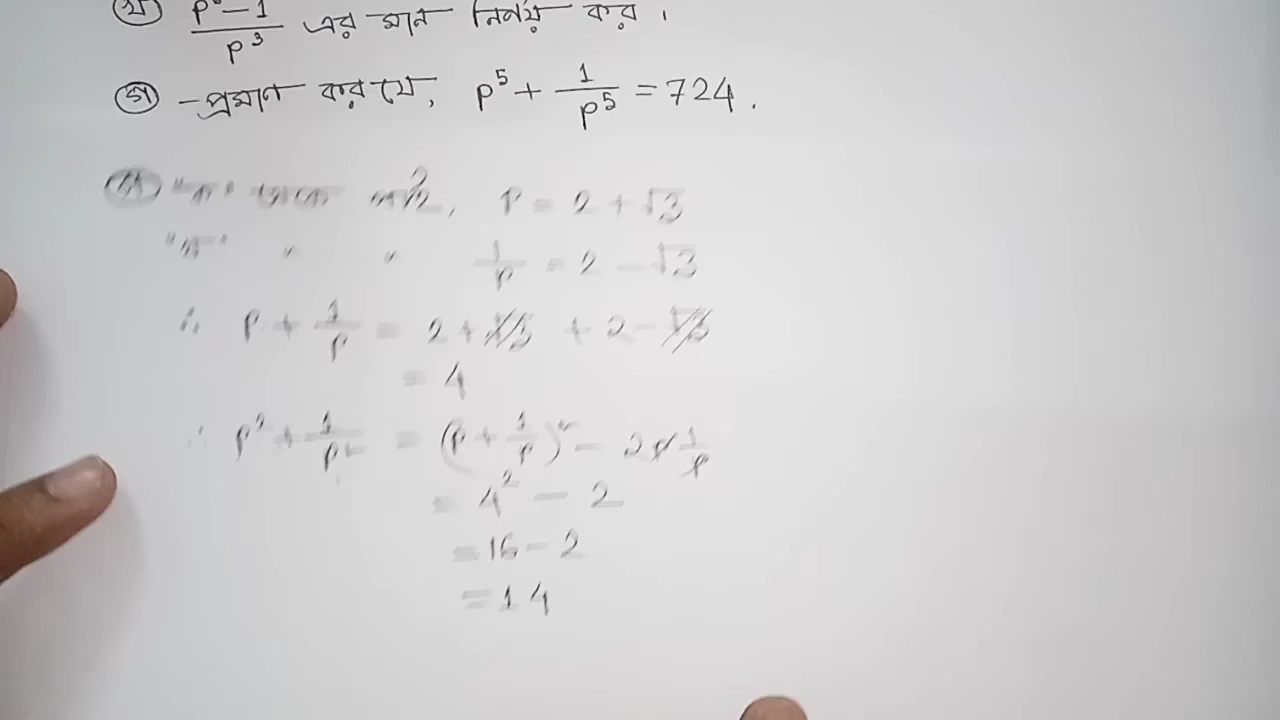 (খ) p⁶ - 1 / p³ এর মান নির্ণয় কর ।
(গ) প্রমাণ কর যে, p⁵ + 1/p⁵ = 724 .
p = 2 + √3
" " 1/p = 2 - √3
∴ p + 1/p = 2 + √3 + 2 - √3
= 4
∴ p² + 1/p² = (p + 1/p)² - 2p 1/p
= 4² - 2
= 16 - 2
= 14